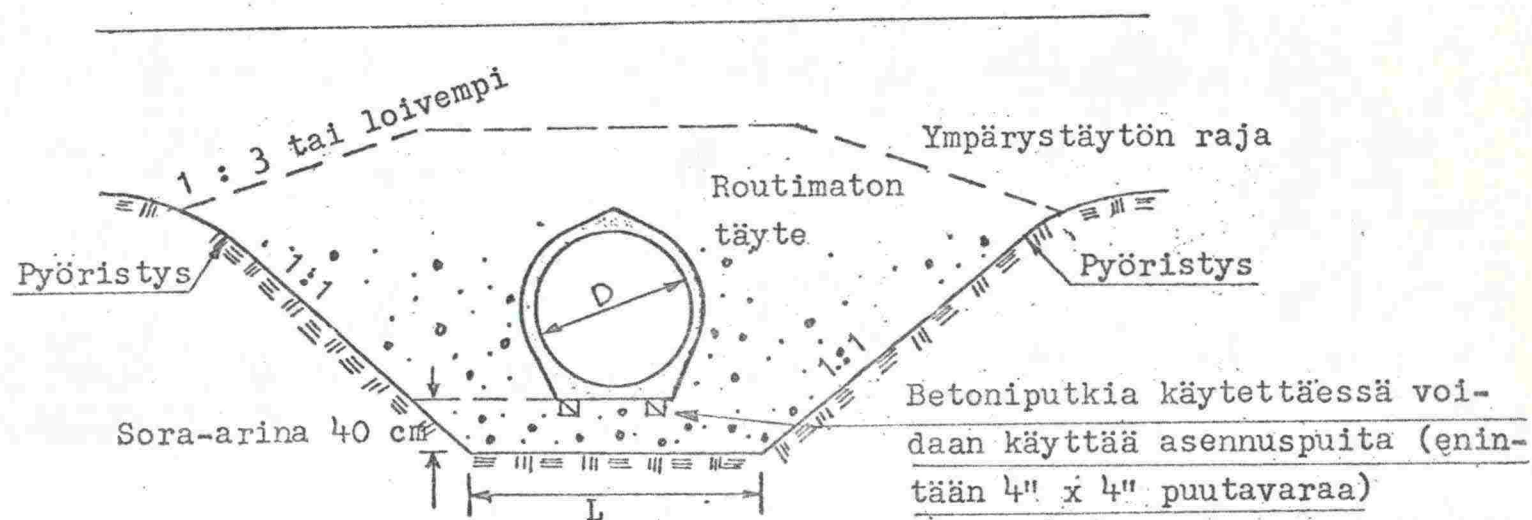 1 : 3 tai loivempi
Ympärystäytön raja
Routimaton
täyte
Pyöristys
1:1
D
Pyöristys
1:1
Sora-arina 40 cm
Betoniputkia käytettäessä voi-
daan käyttää asennuspuita (enin-
tään 4" x 4" puutavaraa)
L